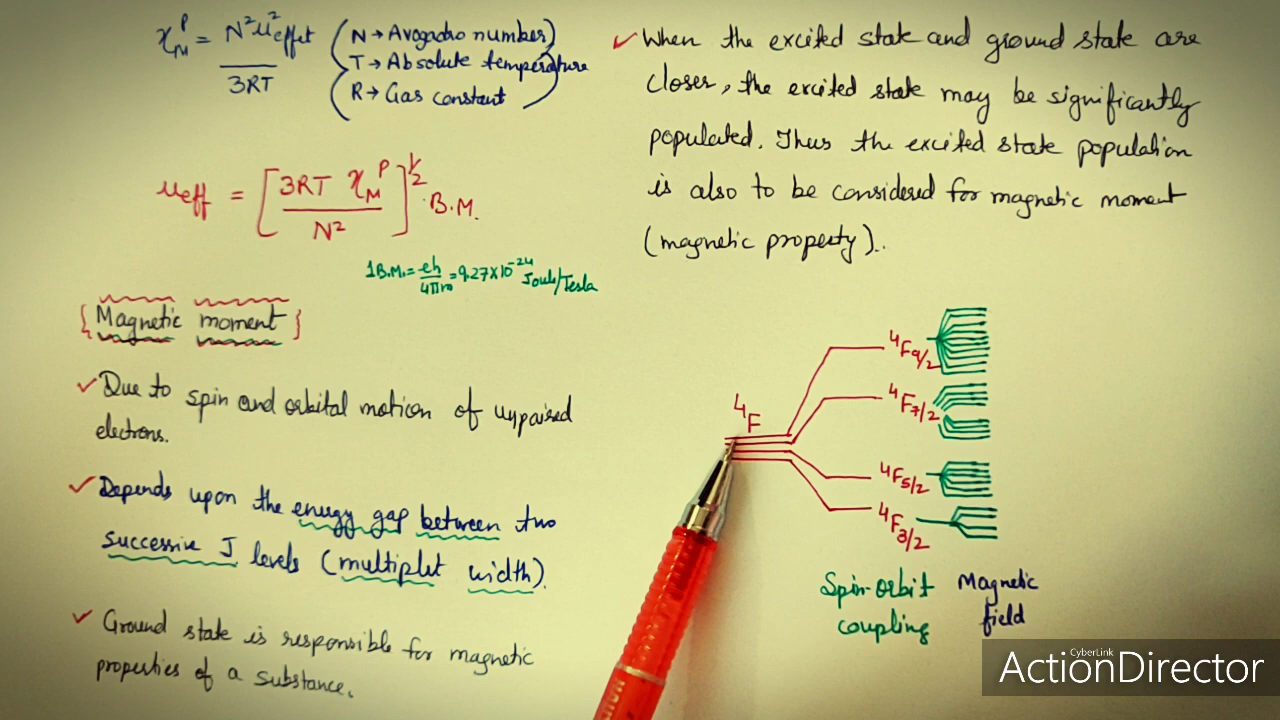 χ_M^P = N²μ²effet / 3RT
(N → Avogadro number)
T → Absolute temperature
R → Gas constant
μeff = [3RT χ_M^P / N²]^½ B.M.
1B.M. = eh/4πm = 9.27×10⁻²⁴ Joule/Tesla
{Magnetic moment}
✓ Due to spin and orbital motion of unpaired
electrons.
✓ Depends upon the energy gap between two
successive J levels (multiplet width).
✓ Ground state is responsible for magnetic
properties of a substance.
✓ When the excited state and ground state are
closer, the excited state may be significantly
populated. Thus the excited state population
is also to be considered for magnetic moment
(magnetic property)..
⁴F
⁴F9/2
⁴F7/2
⁴F5/2
⁴F3/2
Spin-orbit
coupling
Magnetic
field
CyberLink
ActionDirector